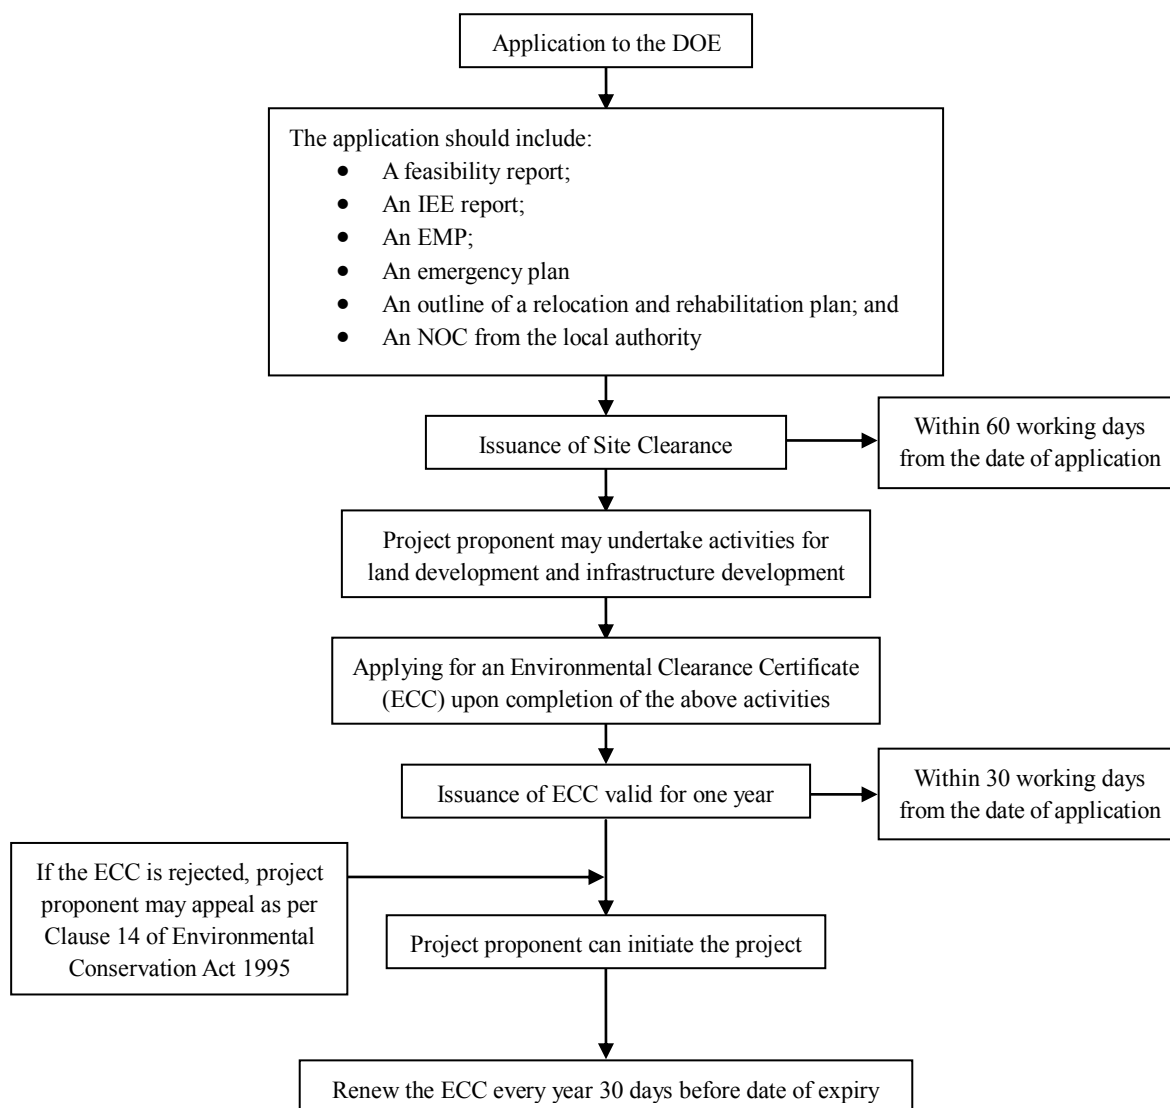 Application to the DOE
The application should include:
● A feasibility report;
● An IEE report;
● An EMP;
● An emergency plan
● An outline of a relocation and rehabilitation plan; and
● An NOC from the local authority
Issuance of Site Clearance
Within 60 working days
from the date of application
Project proponent may undertake activities for
land development and infrastructure development
Applying for an Environmental Clearance Certificate
(ECC) upon completion of the above activities
Issuance of ECC valid for one year
Within 30 working days
from the date of application
If the ECC is rejected, project
proponent may appeal as per
Clause 14 of Environmental
Conservation Act 1995
Project proponent can initiate the project
Renew the ECC every year 30 days before date of expiry